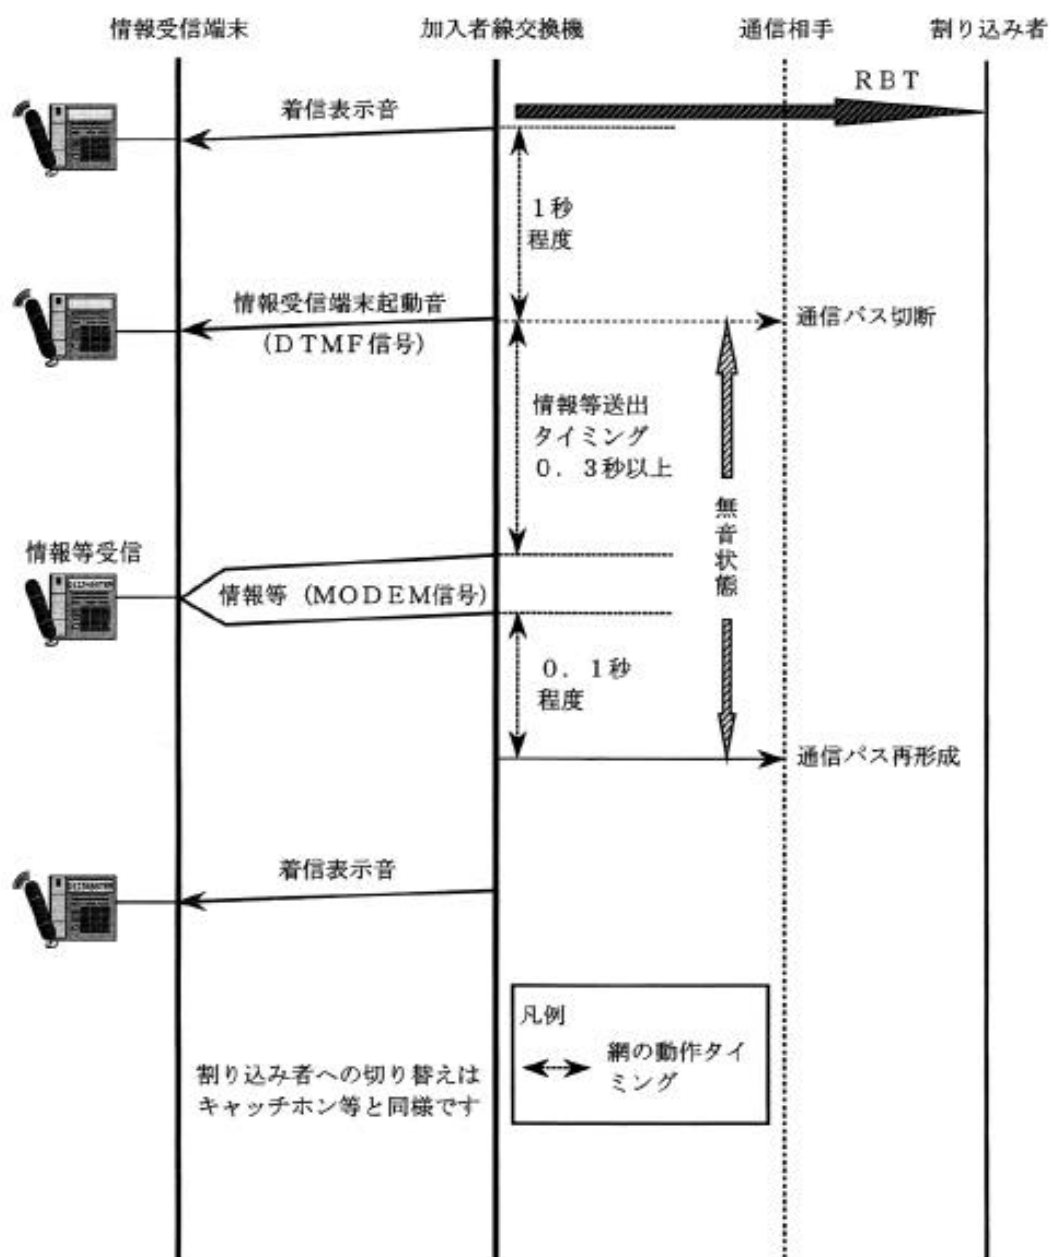 情報受信端末
加入者線交換機
通信相手
割り込み者
RBT
着信表示音
1秒
程度
情報受信端末起動音
(DTMF信号)
通信パス切断
情報等送出
タイミング
0.3秒以上
無音状態
情報等受信
情報等 (MODEM信号)
0.1秒
程度
通信パス再形成
着信表示音
凡例
網の動作タイ
ミング
割り込み者への切り替えは
キャッチホン等と同様です